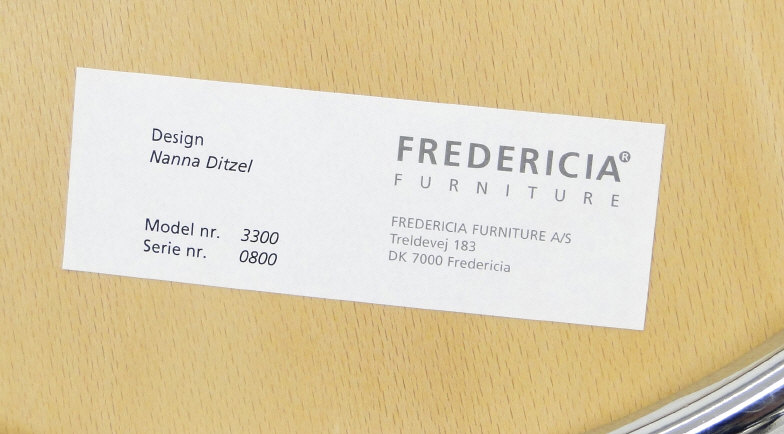 Design
Nanna Ditzel
Model nr. 3300
Serie nr. 0800
FREDERICIA®
FURNITURE
FREDERICIA FURNITURE A/S
Treldevej 183
DK 7000 Fredericia